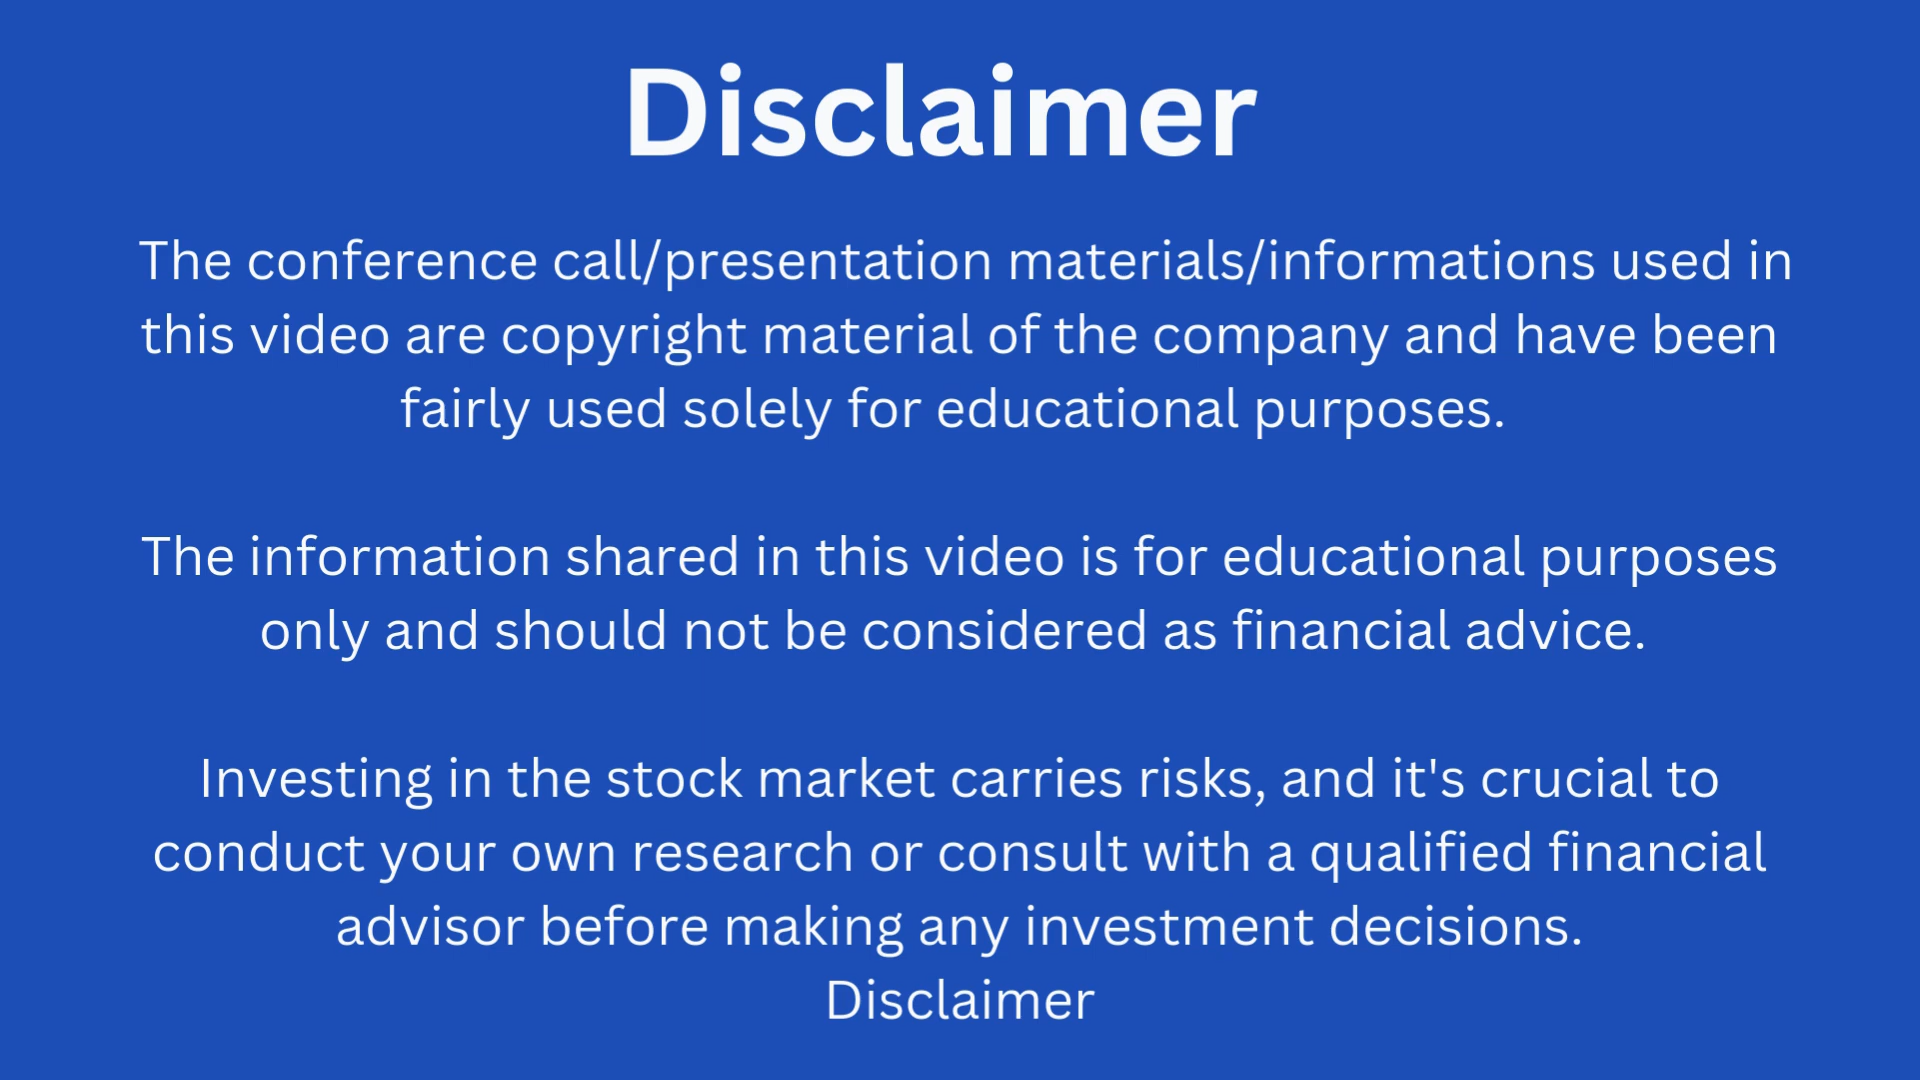 Disclaimer
The conference call/presentation materials/informations used in
this video are copyright material of the company and have been
fairly used solely for educational purposes.
The information shared in this video is for educational purposes
only and should not be considered as financial advice.
Investing in the stock market carries risks, and it's crucial to
conduct your own research or consult with a qualified financial
advisor before making any investment decisions.
Disclaimer